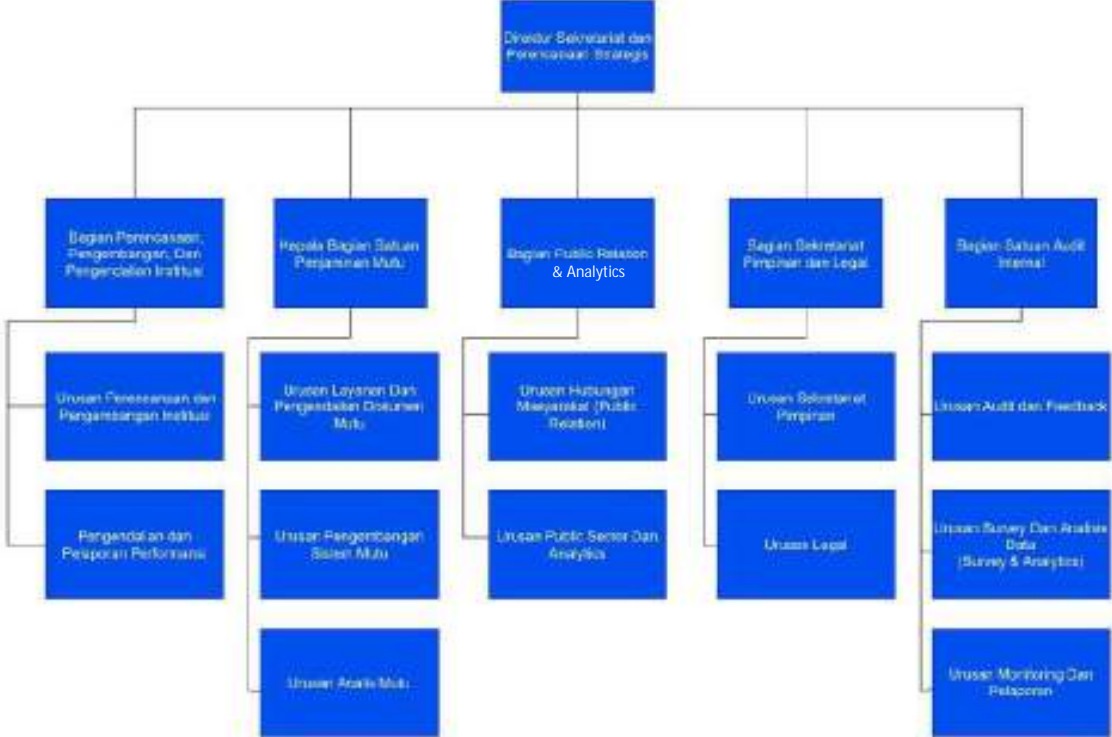 Direktur Sekretariat dan
Perencanaan Strategis
Bagian Perencanaan,
Pengembangan, Dan
Pengendalian Institusi
Kepala Bagian Satuan
Penjaminan Mutu
Bagian Public Relation
& Analytics
Bagian Sekretariat
Pimpinan dan Legal
Bagian Satuan Audit
Internal
Urusan Perencanaan dan
Pengembangan Institusi
Urusan Layanan Dan
Pengendalian Dokumen
Mutu
Urusan Hubungan
Masyarakat (Public
Relation)
Urusan Sekretariat
Pimpinan
Urusan Audit dan Feedback
Pengendalian dan
Pelaporan Performansi
Urusan Pengembangan
Sistem Mutu
Urusan Public Sector Dan
Analytics
Urusan Legal
Urusan Survey Dan Analisis
Data
(Survey & Analytics)
Urusan Analis Mutu
Urusan Monitoring Dan
Pelaporan